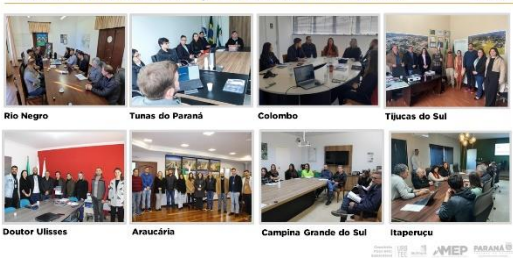 Rio Negro
Tunas do Paraná
Colombo
Tijucas do Sul
Doutor Ulisses
Araucária
Campina Grande do Sul
Itaperuçu
AMEP
PARANÁ